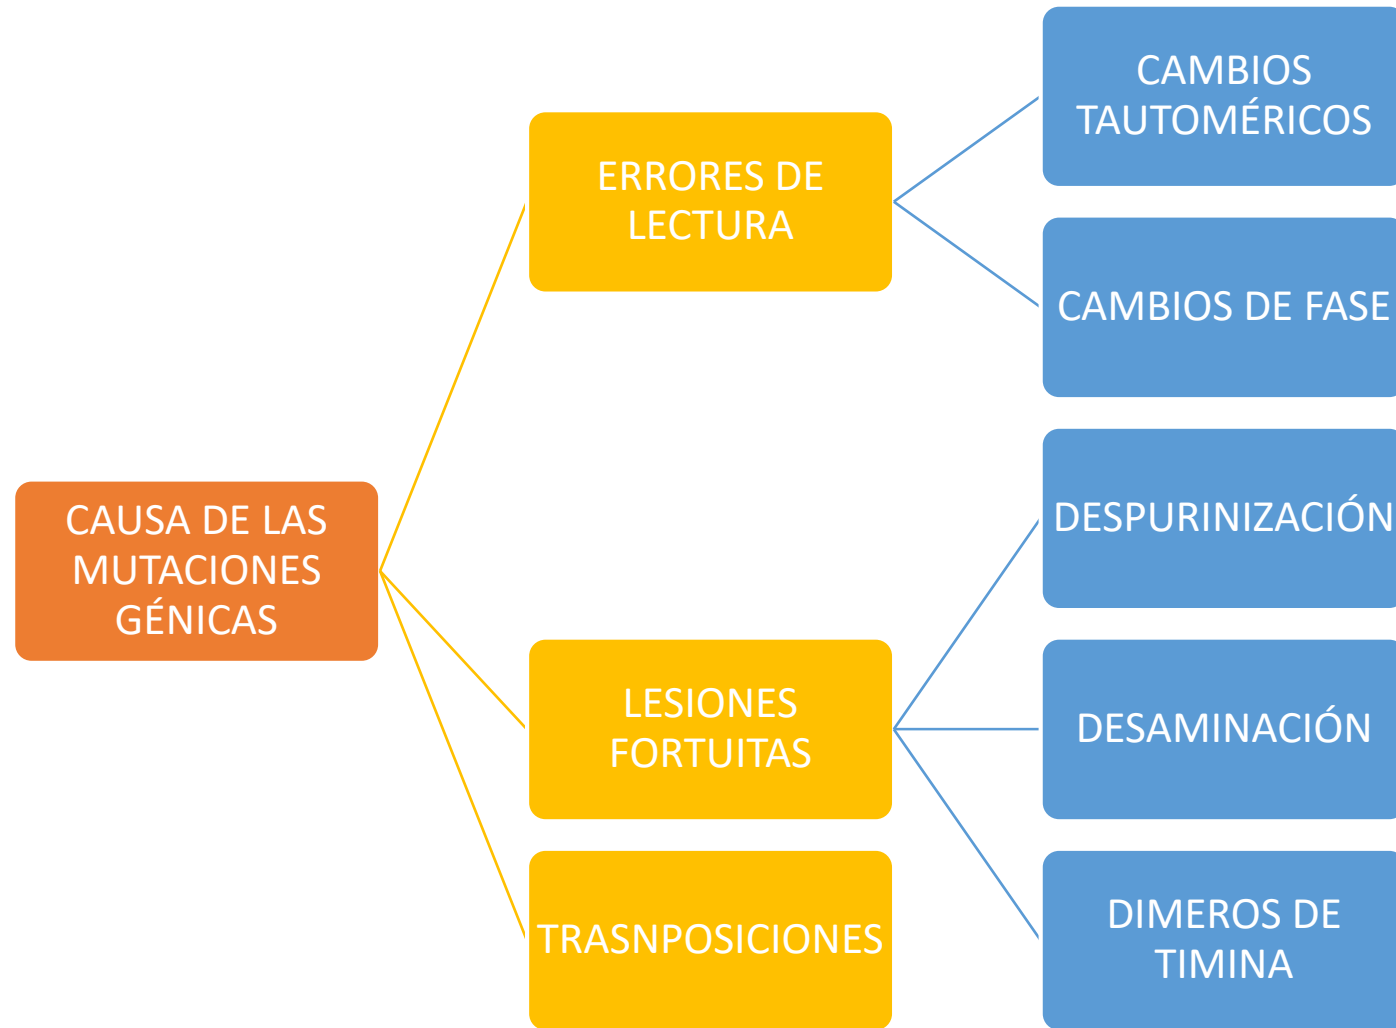 CAUSA DE LAS
MUTACIONES
GÉNICAS
ERRORES DE
LECTURA
CAMBIOS
TAUTOMÉRICOS
CAMBIOS DE FASE
LESIONES
FORTUITAS
DESPURINIZACIÓN
DESAMINACIÓN
DIMEROS DE
TIMINA
TRASNPOSICIONES